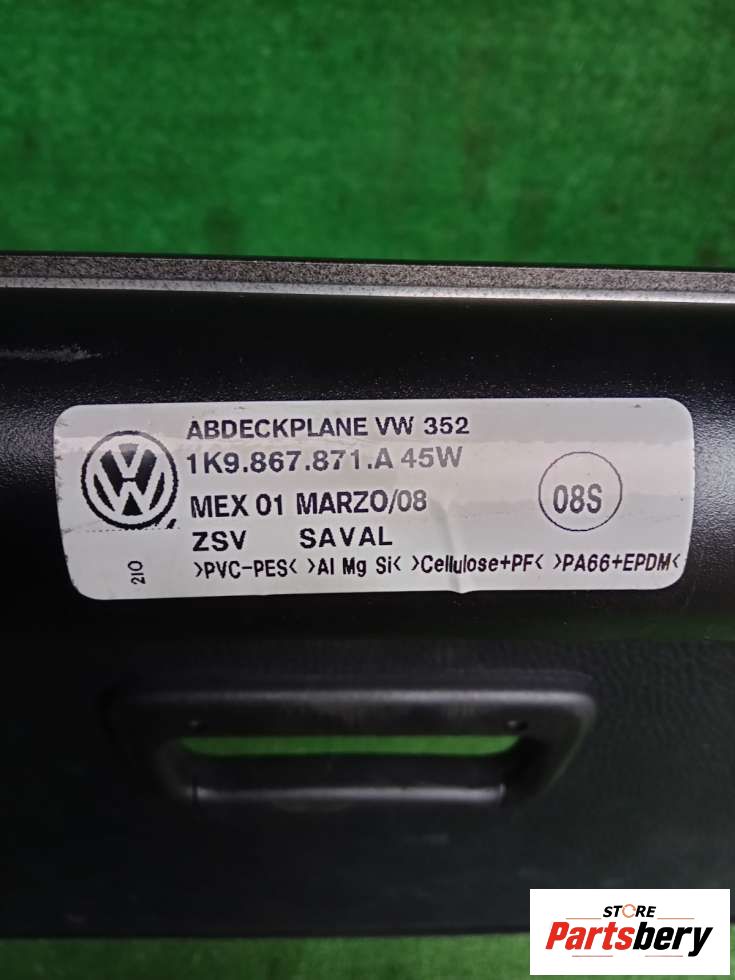 ABDECKPLANE VW 352
1K9.867.871.A 45W
MEX 01 MARZO/08
08S
ZSV SAVAL
>PVC-PES< >Al Mg Si< >Cellulose+PF< >PA66+EPDM<
210
STORE
Partsbery